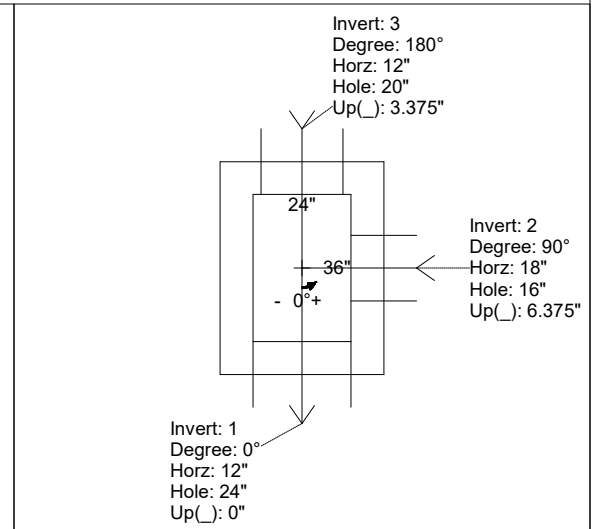 Invert: 3
Degree: 180°
Horz: 12"
Hole: 20"
Up(_): 3.375"
24"
Invert: 2
Degree: 90°
Horz: 18"
Hole: 16"
Up(_): 6.375"
36"
- 0°+
Invert: 1
Degree: 0°
Horz: 12"
Hole: 24"
Up(_): 0"